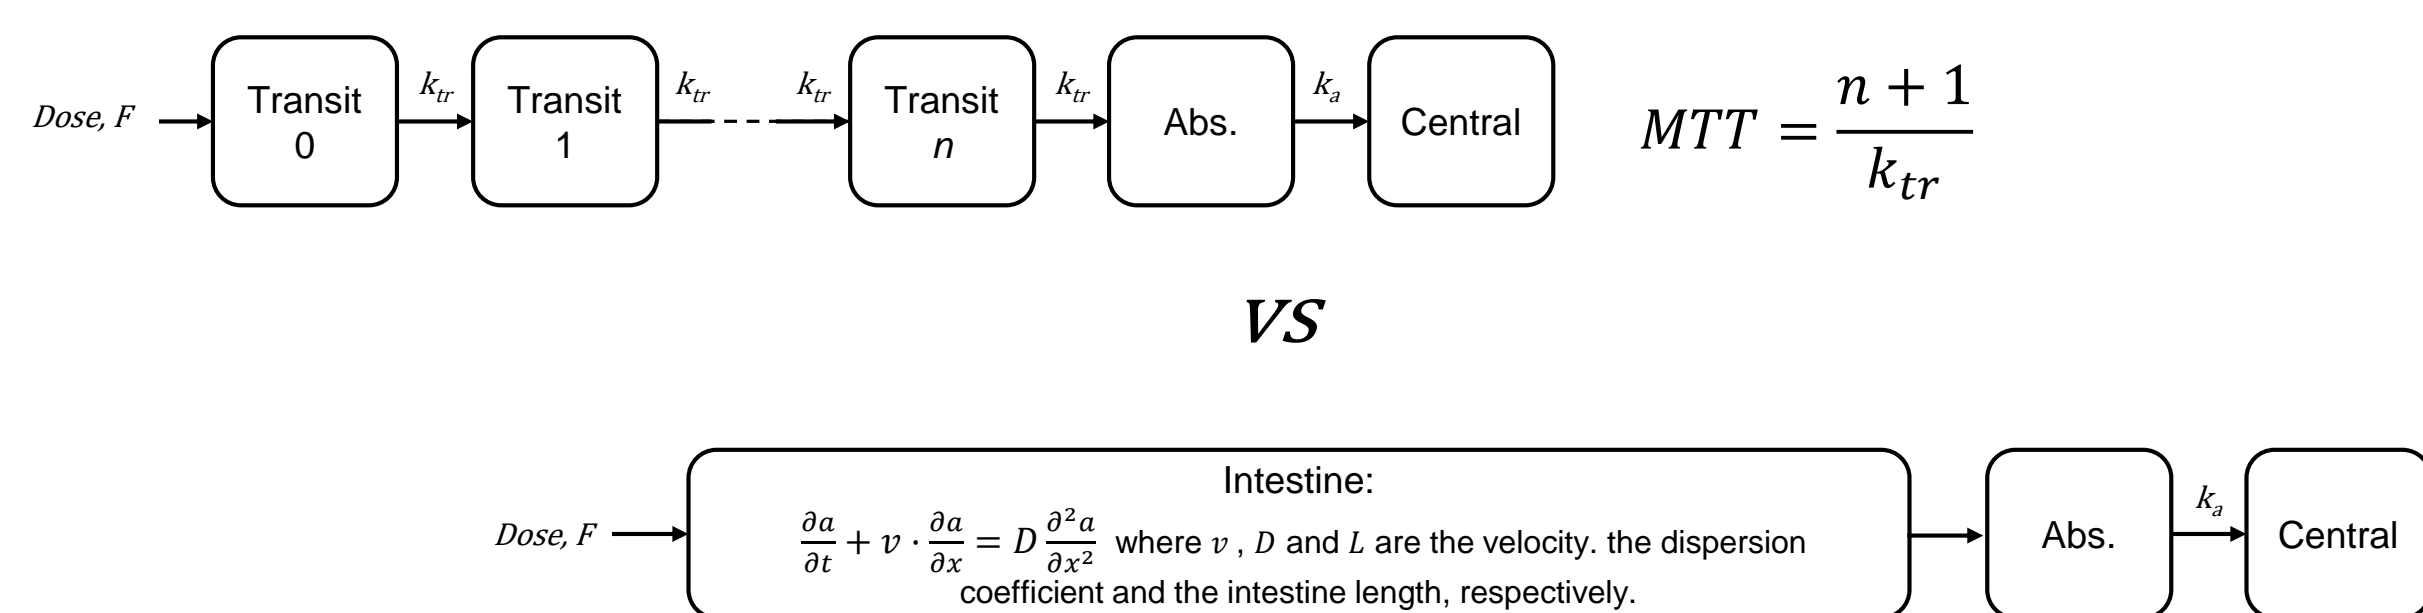 Dose, F
Transit
0
k_tr
Transit
1
k_tr
k_tr
Transit
n
k_tr
Abs.
k_a
Central
MTT = (n + 1)/k_tr
vs
Dose, F
Intestine:
∂a/∂t + v · ∂a/∂x = D ∂²a/∂x² where v , D and L are the velocity. the dispersion
coefficient and the intestine length, respectively.
Abs.
k_a
Central